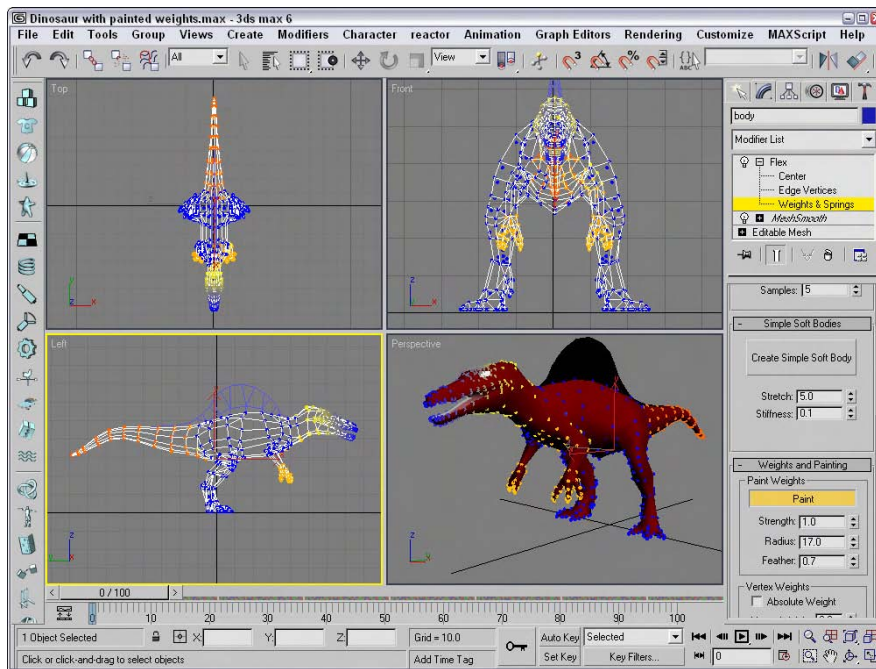 Dinosaur with painted weights.max - 3ds max 6
File Edit Tools Group Views Create Modifiers Character reactor Animation Graph Editors Rendering Customize MAXScript Help
All
View
3
%
ABC
Top
Front
body
Modifier List
Flex
Center
Edge Vertices
Weights & Springs
MeshSmooth
Editable Mesh
Samples: 5
Simple Soft Bodies
Create Simple Soft Body
Stretch: 5.0
Stiffness: 0.1
Left
Perspective
Weights and Painting
Paint Weights
Paint
Strength: 1.0
Radius: 17.0
Feather: 0.7
Vertex Weights
Absolute Weight
y
z x
z
x
z
y
z
x
< 0 / 100 >
0 10 20 30 40 50 60 70 80 90 100
1 Object Selected X: Y: Z: Grid = 10.0 Auto Key Selected
Click or click-and-drag to select objects Add Time Tag Set Key Key Filters... 0